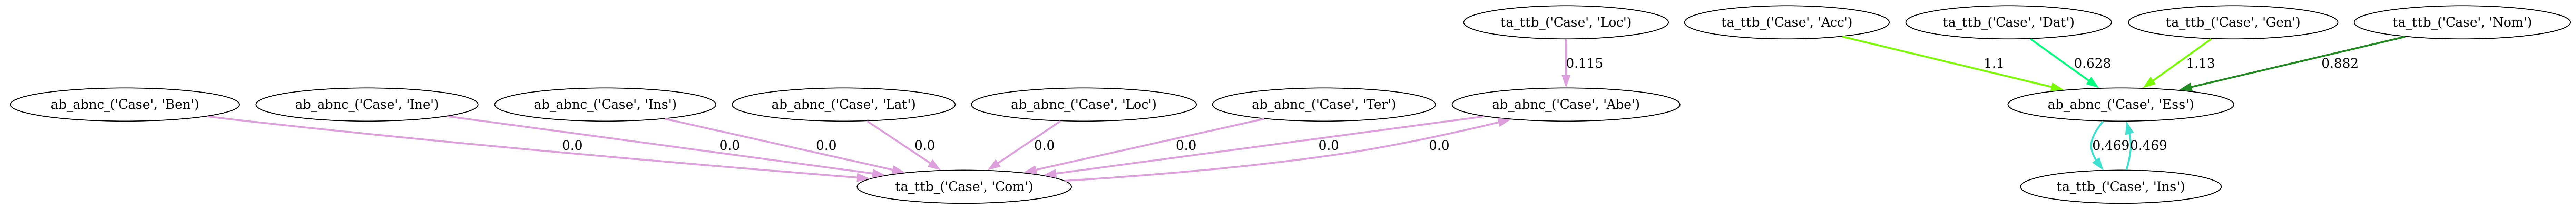 ta_ttb_('Case', 'Loc')
ta_ttb_('Case', 'Acc')
ta_ttb_('Case', 'Dat')
ta_ttb_('Case', 'Gen')
ta_ttb_('Case', 'Nom')
0.115
1.1
0.628
1.13
0.882
ab_abnc_('Case', 'Ben')
ab_abnc_('Case', 'Ine')
ab_abnc_('Case', 'Ins')
ab_abnc_('Case', 'Lat')
ab_abnc_('Case', 'Loc')
ab_abnc_('Case', 'Ter')
ab_abnc_('Case', 'Abe')
ab_abnc_('Case', 'Ess')
0.0
0.0
0.0
0.0
0.0
0.0
0.0
0.0
0.469
0.469
ta_ttb_('Case', 'Com')
ta_ttb_('Case', 'Ins')